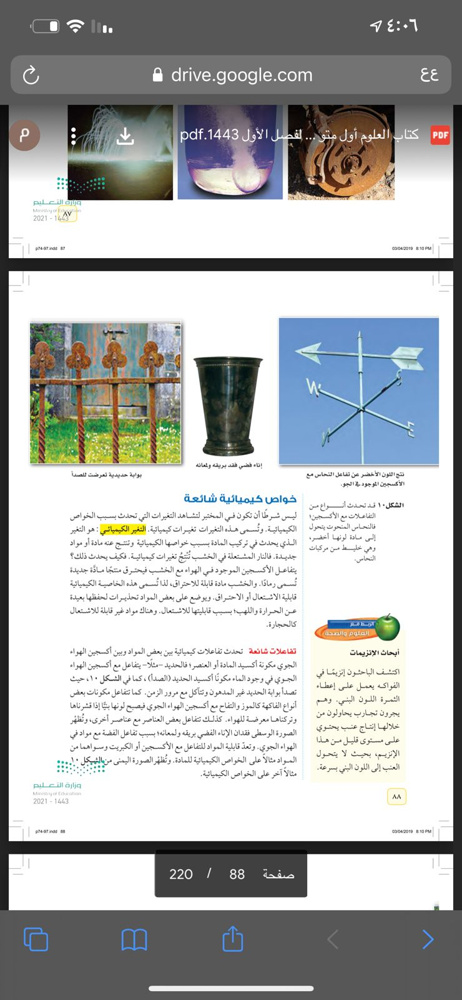 ٤:٠٦
drive.google.com
عع
كتاب العلوم أول متو ... لفصل الأول 1443.pdf
PDF
م
وزارة التعليم
Ministry of Education
2021 - 1443
٨٧
p74-97.indd 87
03/04/2019 8:10 PM
W
E
نتج اللون الأخضر عن تفاعل النحاس مع
الأكسجين الموجود في الجو.
إناء فضي فقد بريقه ولمعانه
بوابة حديدية تعرضت للصدأ
الشكل ١٠ قد تحدث أنـــواع من
التفاعلات مع الأكسجين؛
فالنحاس المنحوت يتحول
إلى مادة لونها أخضر،
وهي خليط من مركبات
النحاس.
خواص كيميائية شائعة
ليس شرطًا أن تكون في المختبر لتشاهد التغيرات التي تحدث بسبب الخواص
الكيميائية. وتُسمى هذه التغيرات تغيرات كيميائية. التغير الكيميائي: هو التغير
الذي يحدث في تركيب المادة بسبب خواصها الكيميائية وتنتج عنه مادة أو مواد
جديدة. فالنار المشتعلة في الخشب تُنْتِجُ تغيرات كيميائية. فكيف يحدث ذلك؟
يتفاعل الأكسجين الموجود في الهواء مع الخشب فيحترق منتجًا مادَّة جديدة
تُسمى رمادًا. والخشب مادة قابلة للاحتراق، لذا تُسمى هذه الخاصية الكيميائية
قابلية الاشتعال أو الاحتراق. ويوضع على بعض المواد تحذيرات لحفظها بعيدة
عن الحرارة واللهب؛ بسبب قابليتها للاشتعال. وهناك مواد غير قابلة للاشتعال
كالحجارة.
تفاعلات شائعة تحدث تفاعلات كيميائية بين بعض المواد وبين أكسجين الهواء
الجوي مكونة أكسيد المادة أو العنصر؛ فالحديد –مثلًا– يتفاعل مع أكسجين الهواء
الجوي في وجود الماء مكونًا أكسيد الحديد (الصدأ)، كما في الشكل ١٠، حيث
تصدأ بوابة الحديد غير المدهون وتتآكل مع مرور الزمن. كما تتفاعل مكونات بعض
أنواع الفاكهة كالموز والتفاح مع أكسجين الهواء الجوي فيصبح لونها بنيًّا إذا قشرناها
وتركناها معرضة للهواء. كذلك تتفاعل بعض العناصر مع عناصر أخرى، وتُظهْر
الصورة الوسطى فقدان الإناء الفضي بريقه ولمعانه؛ بسبب تفاعل الفضة مع مواد في
الهواء الجوي. وتعدّ قابلية المواد للتفاعل مع الأكسجين أو الكبريت وسواهما من
المواد مثالاً على الخواص الكيميائية للمادة. وتُظهْر الصورة اليمنى من الشكل ١٠
مثالاً آخر على الخواص الكيميائية.
الربط مع
العلوم والصحة
أبحاث الإنزيمات
اكتشف الباحثون إنزيمًا في
الفواكه يعمل على إعطاء
الثمرة اللون البني. وهم
يجرون تجارب يحاولون من
خلالها إنتاج عنب يحتوي
على مستوى قليل من هذا
الإنزيم، بحيث لا يتحول
العنب إلى اللون البني بسرعة.
وزارة التعليم
Ministry of Education
2021 - 1443
٨٨
p74-97.indd 88
03/04/2019 8:10 PM
صفحة 88 / 220